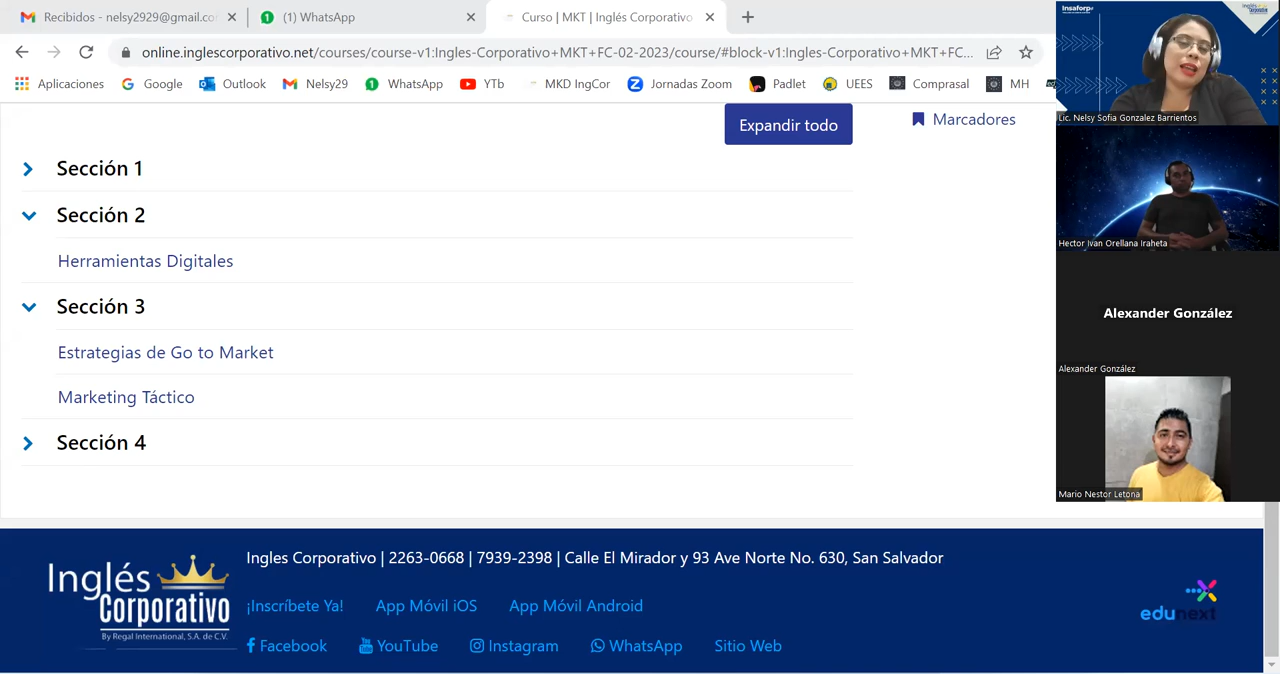 Recibidos - nelsy2929@gmail.co
(1) WhatsApp
Curso | MKT | Inglés Corporativo
online.inglescorporativo.net/courses/course-v1:Ingles-Corporativo+MKT+FC-02-2023/course/#block-v1:Ingles-Corporativo+MKT+FC...
Aplicaciones
Google
Outlook
Nelsy29
WhatsApp
YTb
MKD IngCor
Jornadas Zoom
Padlet
UEES
Comprasal
MH
Expandir todo
Marcadores
Sección 1
Sección 2
Herramientas Digitales
Sección 3
Estrategias de Go to Market
Marketing Táctico
Sección 4
Insaforp
Lic. Nelsy Sofia Gonzalez Barrientos
Hector Ivan Orellana Iraheta
Alexander González
Alexander González
Mario Nestor Letona
Inglés
Corporativo
By Regal International, S.A. de C.V.
Ingles Corporativo | 2263-0668 | 7939-2398 | Calle El Mirador y 93 Ave Norte No. 630, San Salvador
¡Inscríbete Ya!
App Móvil iOS
App Móvil Android
Facebook
YouTube
Instagram
WhatsApp
Sitio Web
edunext